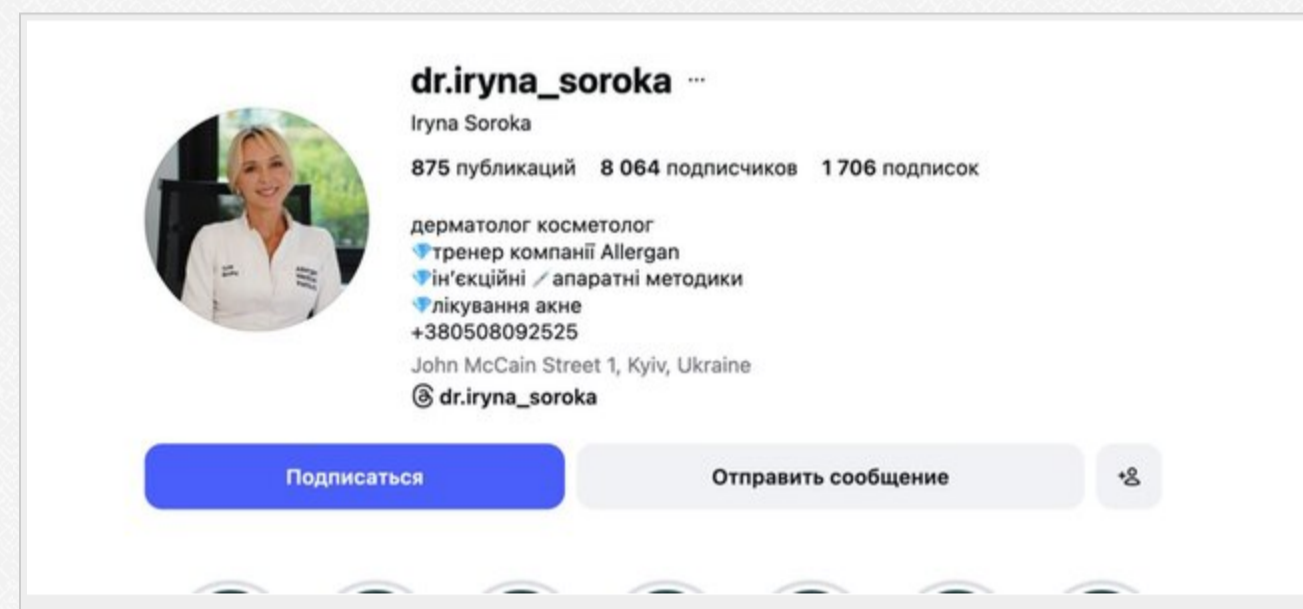 dr.iryna_soroka ...
Iryna Soroka
875 публикаций 8 064 подписчиков 1 706 подписок
дерматолог косметолог
💎тренер компанії Allergan
💎ін’єкційні 💉апаратні методики
💎лікування акне
+380508092525
John McCain Street 1, Kyiv, Ukraine
dr.iryna_soroka
Подписаться
Отправить сообщение